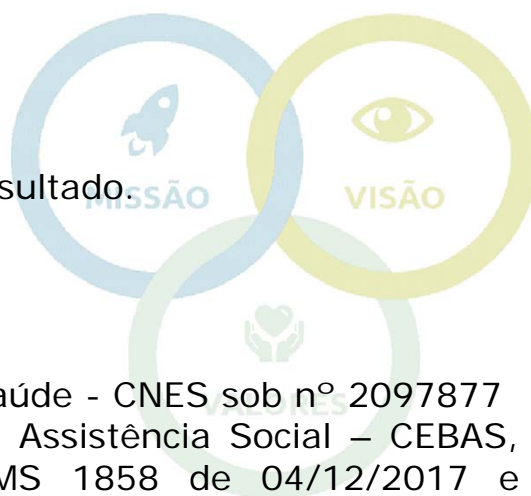 sultado.
MISSÃO
VISÃO
aúde - CNES sob nº 2097877
VALORES
Assistência Social – CEBAS,
MS 1858 de 04/12/2017 e